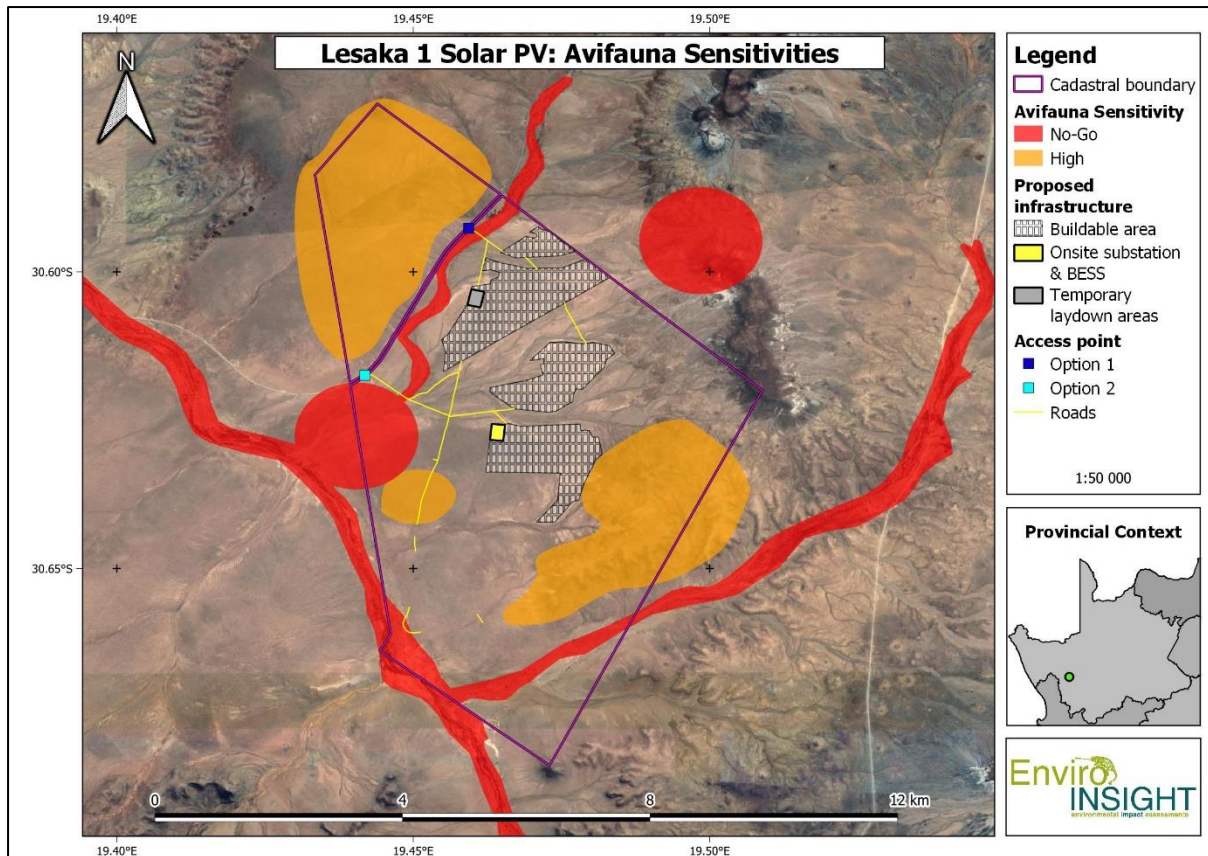 19.40°E 19.45°E 19.50°E
Lesaka 1 Solar PV: Avifauna Sensitivities
N
30.60°S
30.65°S
0 4 8 12 km
19.40°E 19.45°E 19.50°E
Legend
Cadastral boundary
Avifauna Sensitivity
No-Go
High
Proposed
infrastructure
Buildable area
Onsite substation
& BESS
Temporary
laydown areas
Access point
Option 1
Option 2
Roads
1:50 000
Provincial Context
Enviro
INSIGHT
environmental impact assessments